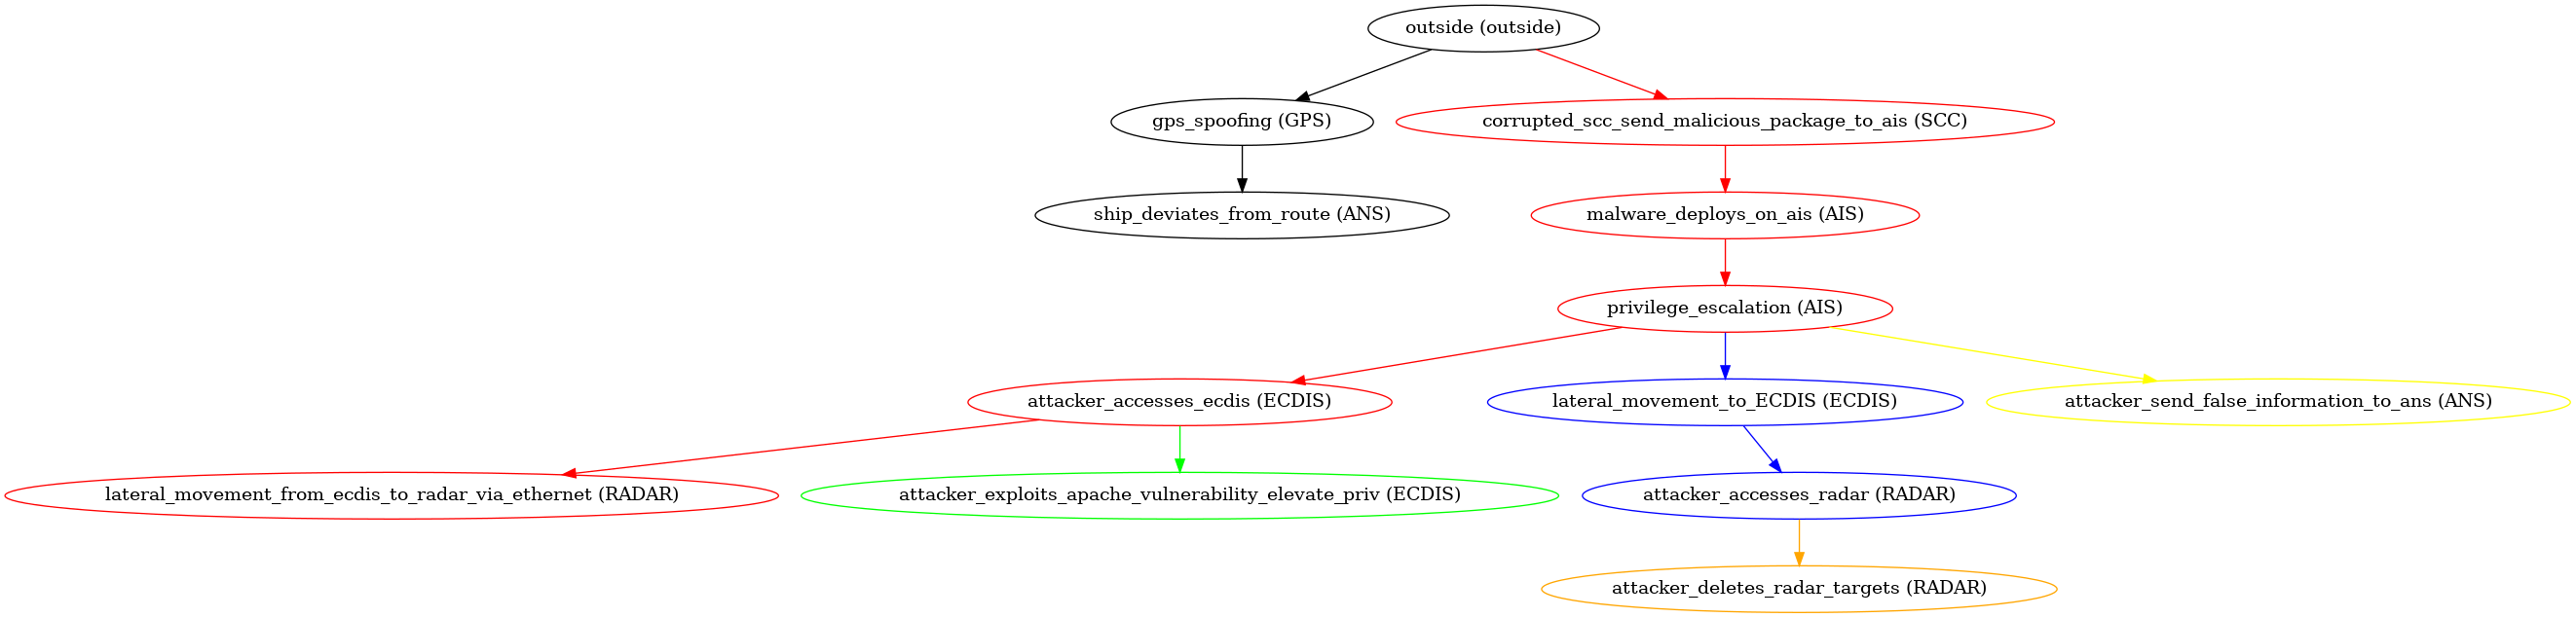 outside (outside)
gps_spoofing (GPS)
corrupted_scc_send_malicious_package_to_ais (SCC)
ship_deviates_from_route (ANS)
malware_deploys_on_ais (AIS)
privilege_escalation (AIS)
attacker_accesses_ecdis (ECDIS)
lateral_movement_to_ECDIS (ECDIS)
attacker_send_false_information_to_ans (ANS)
lateral_movement_from_ecdis_to_radar_via_ethernet (RADAR)
attacker_exploits_apache_vulnerability_elevate_priv (ECDIS)
attacker_accesses_radar (RADAR)
attacker_deletes_radar_targets (RADAR)